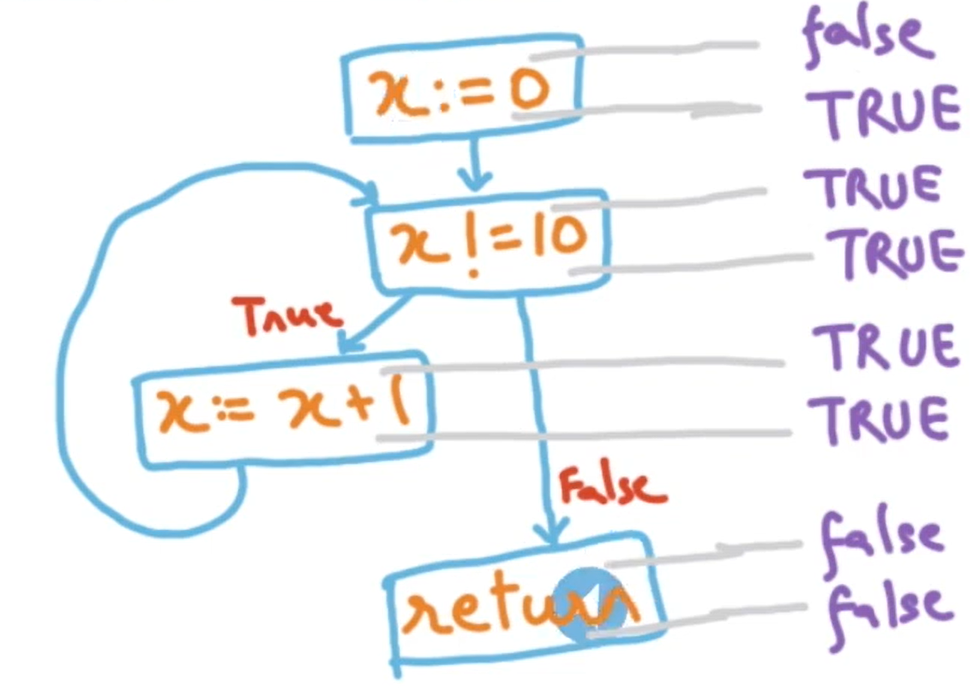 false
x:=0
TRUE
TRUE
x!=10
TRUE
True
TRUE
x:= x+1
TRUE
False
false
return
false